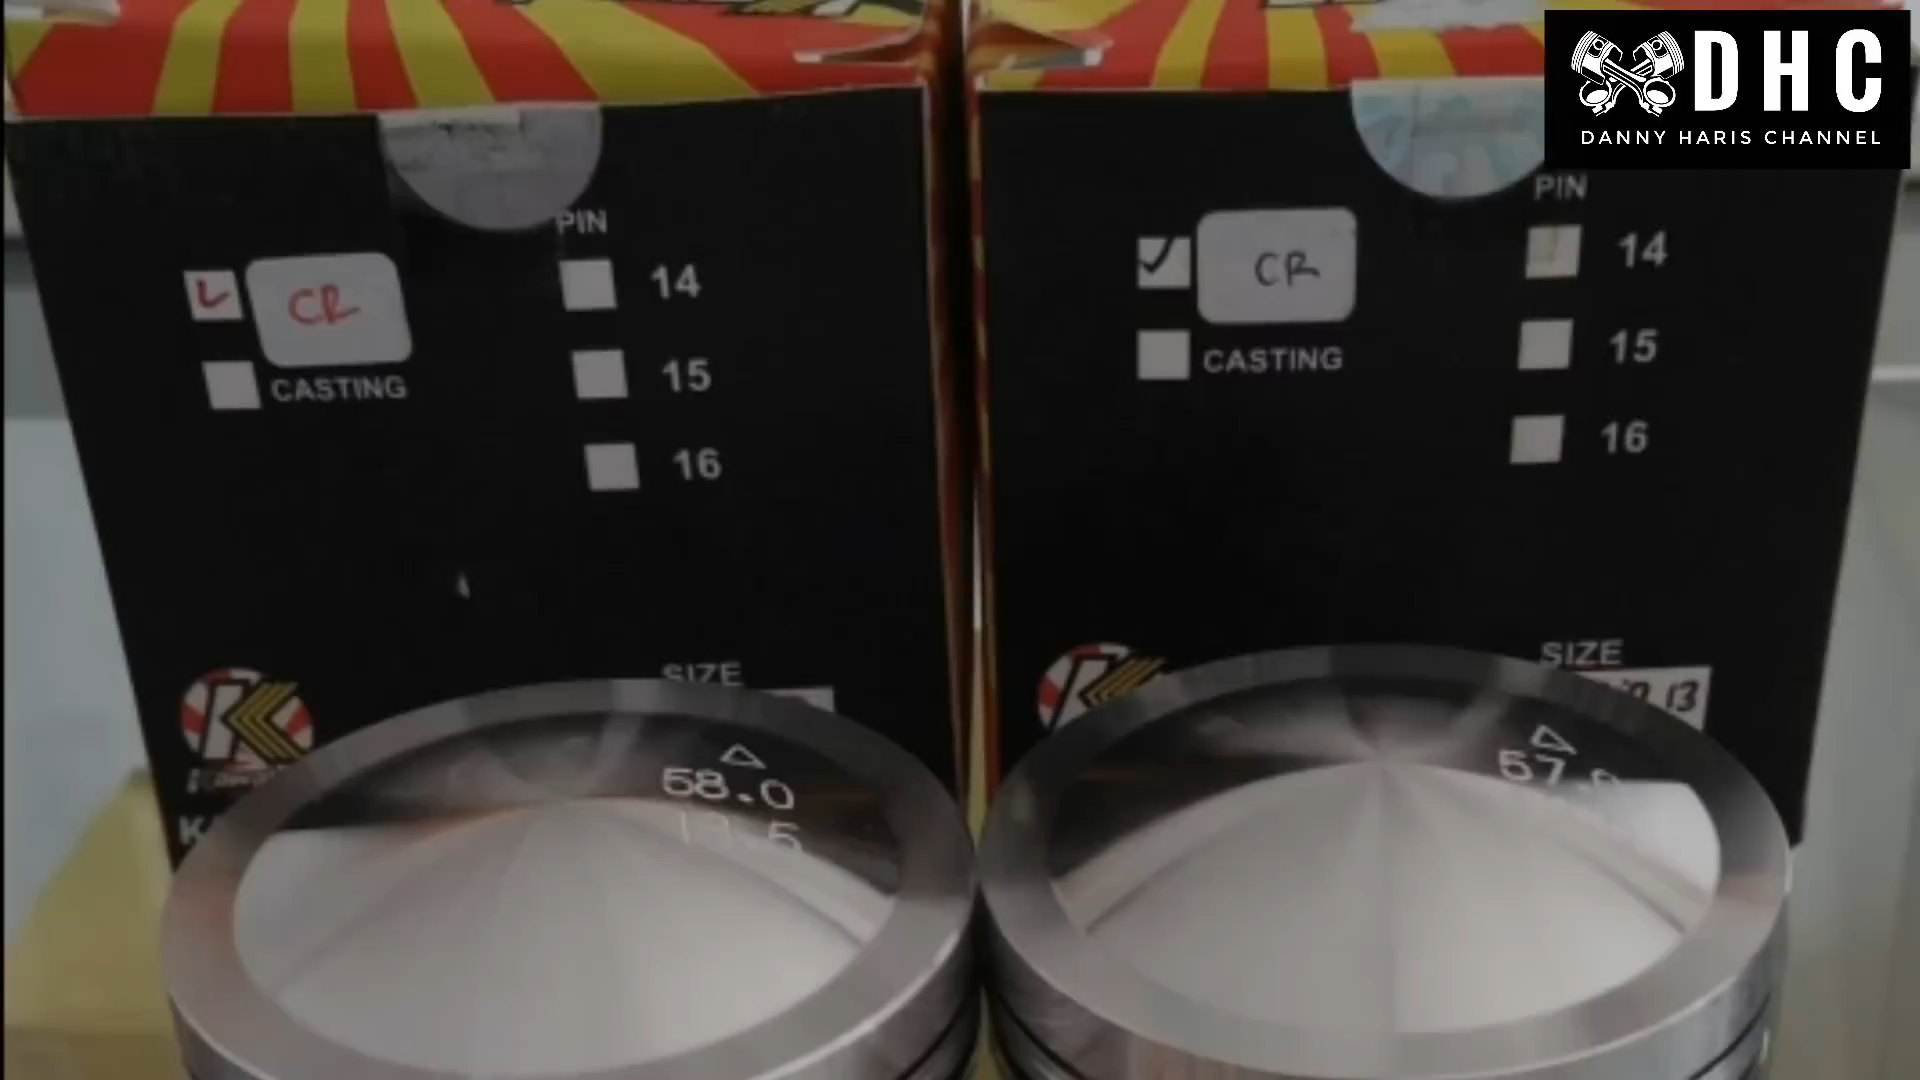 DHC
DANNY HARIS CHANNEL
PIN
CR
14
CASTING
15
16
SIZE
58.0
PIN
CR
14
CASTING
15
16
SIZE
13